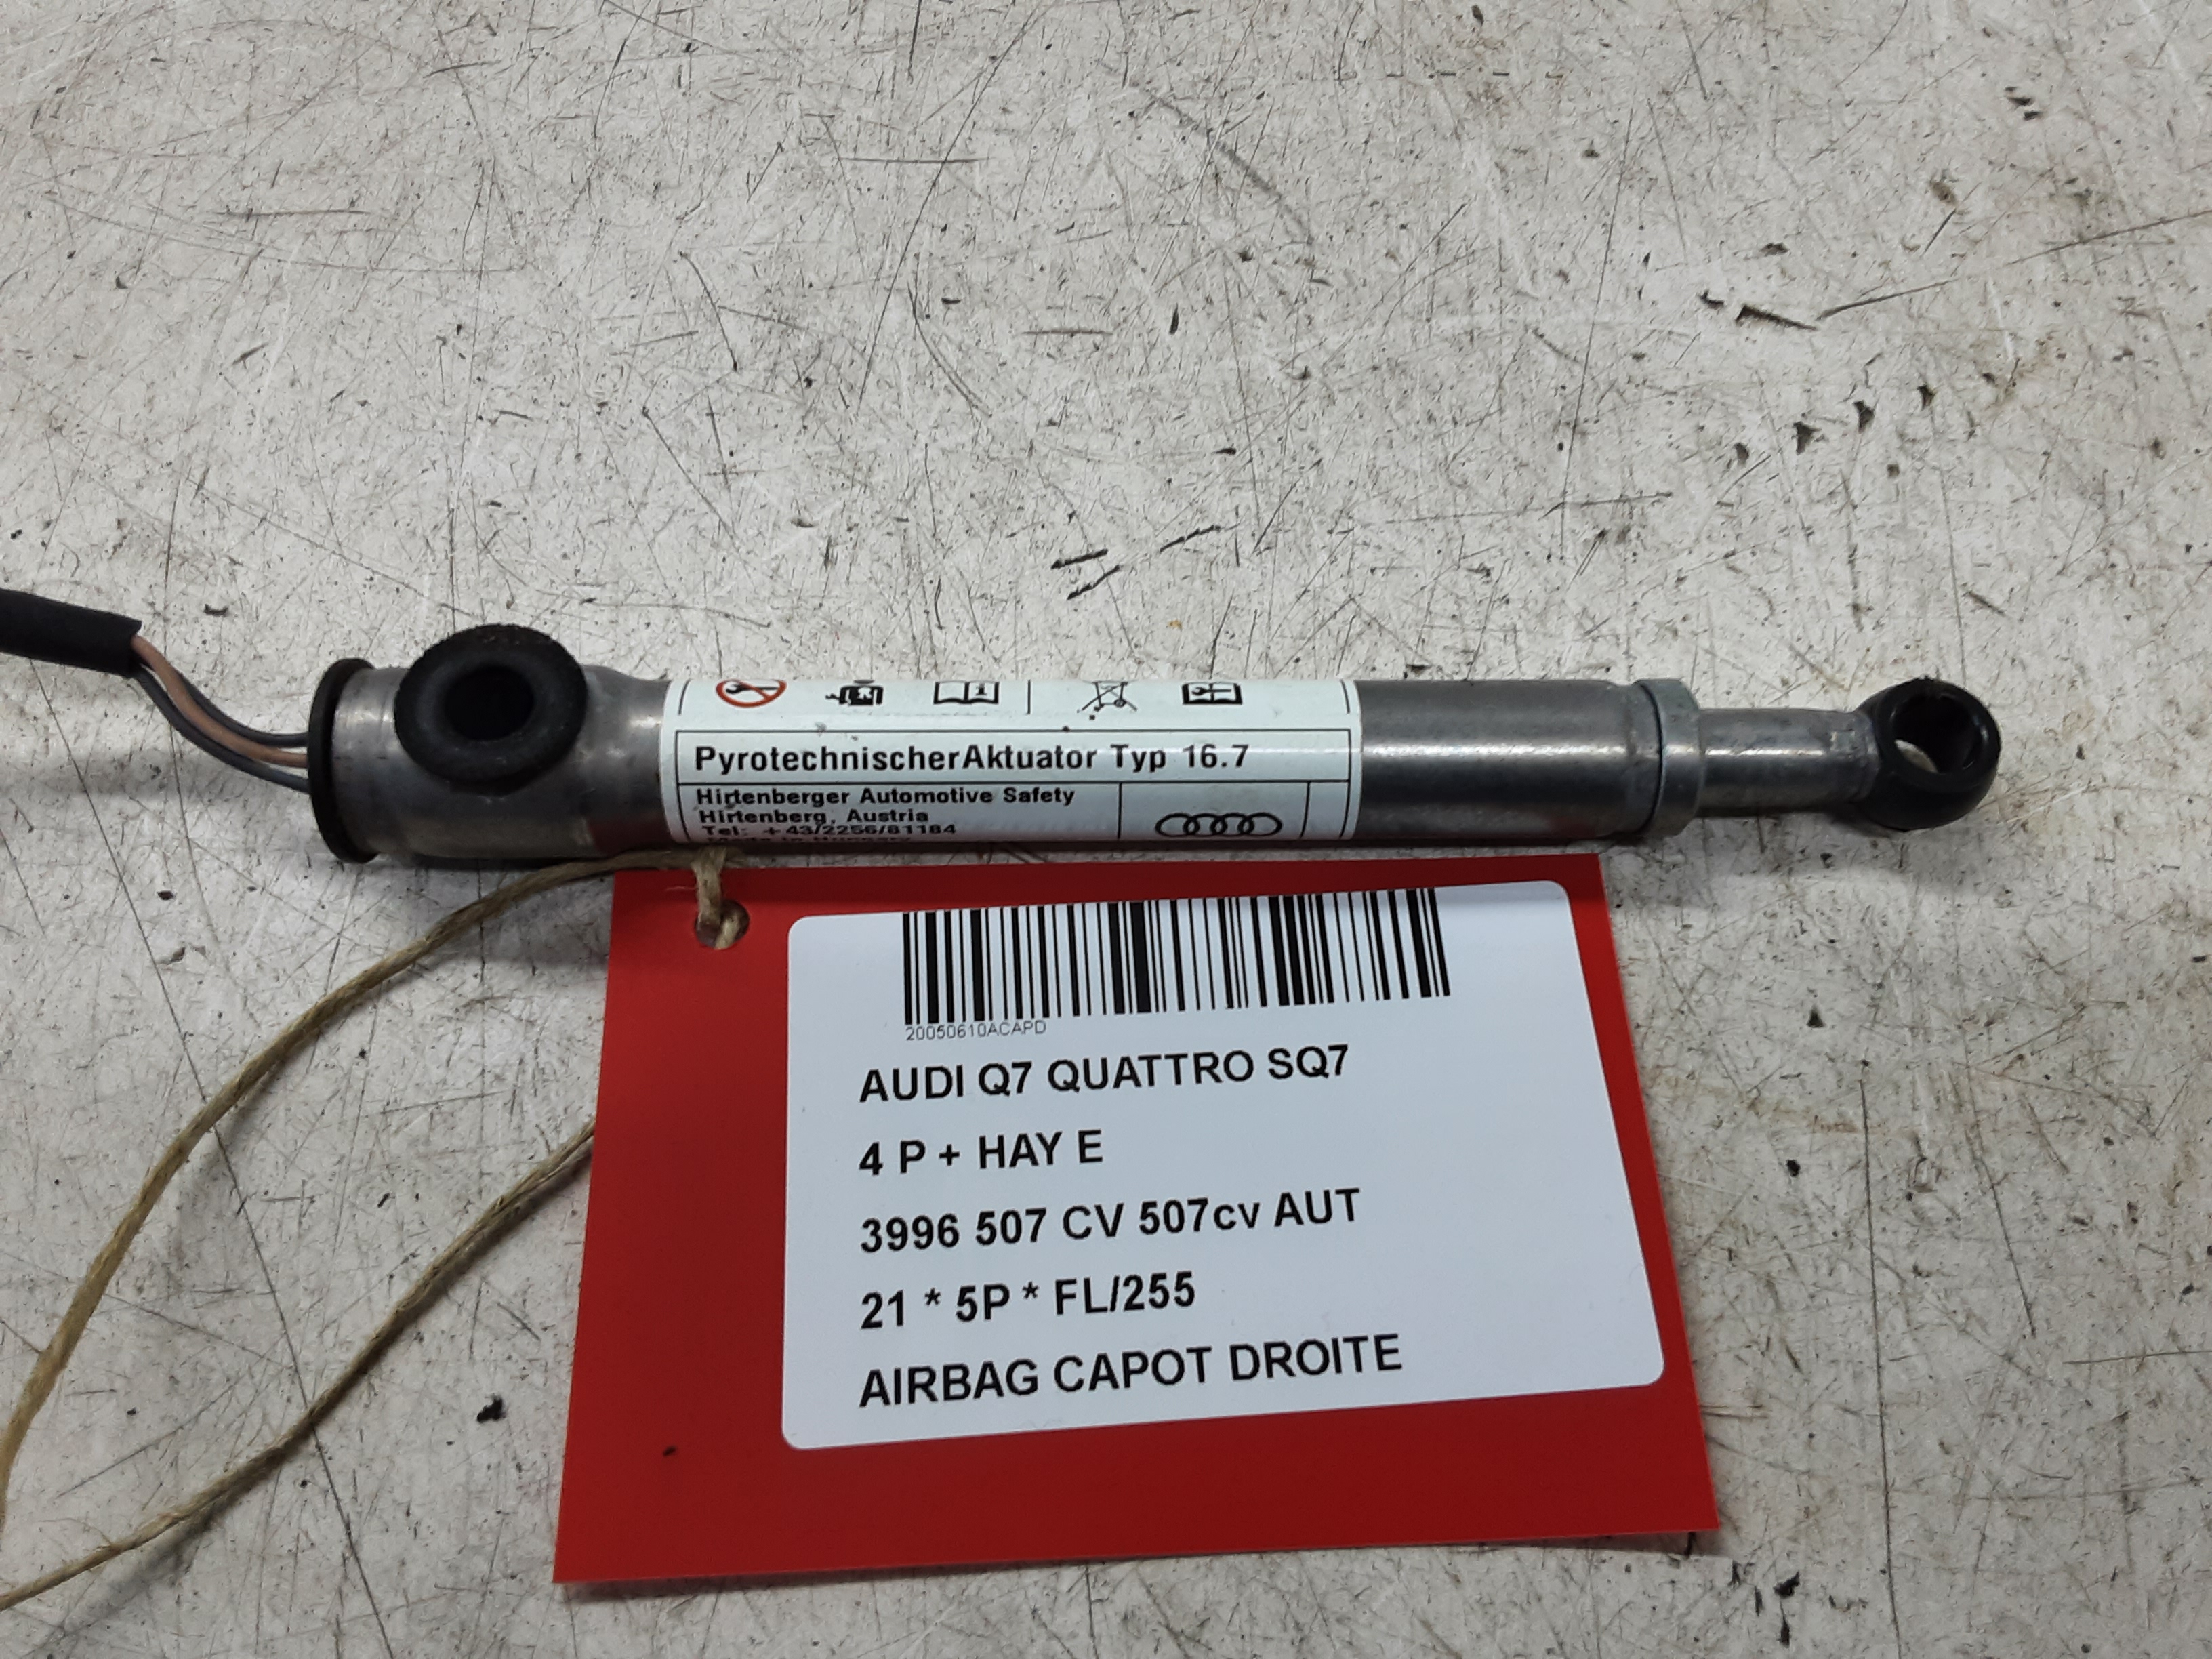 PyrotechnischerAktuator Typ 16.7
Hirtenberger Automotive Safety
Hirtenberg, Austria
Tel: +43/2256/81184
20050610ACAPD
AUDI Q7 QUATTRO SQ7
4 P + HAY E
3996 507 CV 507cv AUT
21 * 5P * FL/255
AIRBAG CAPOT DROITE